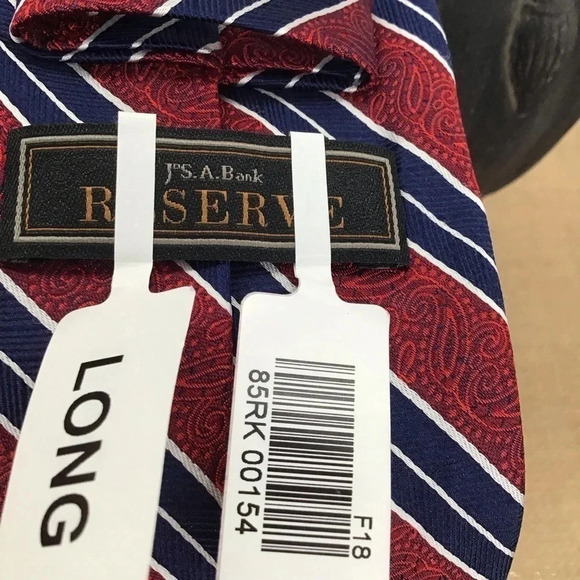 JoS.A.Bank
RESERVE
LONG
85RK 00154
F18